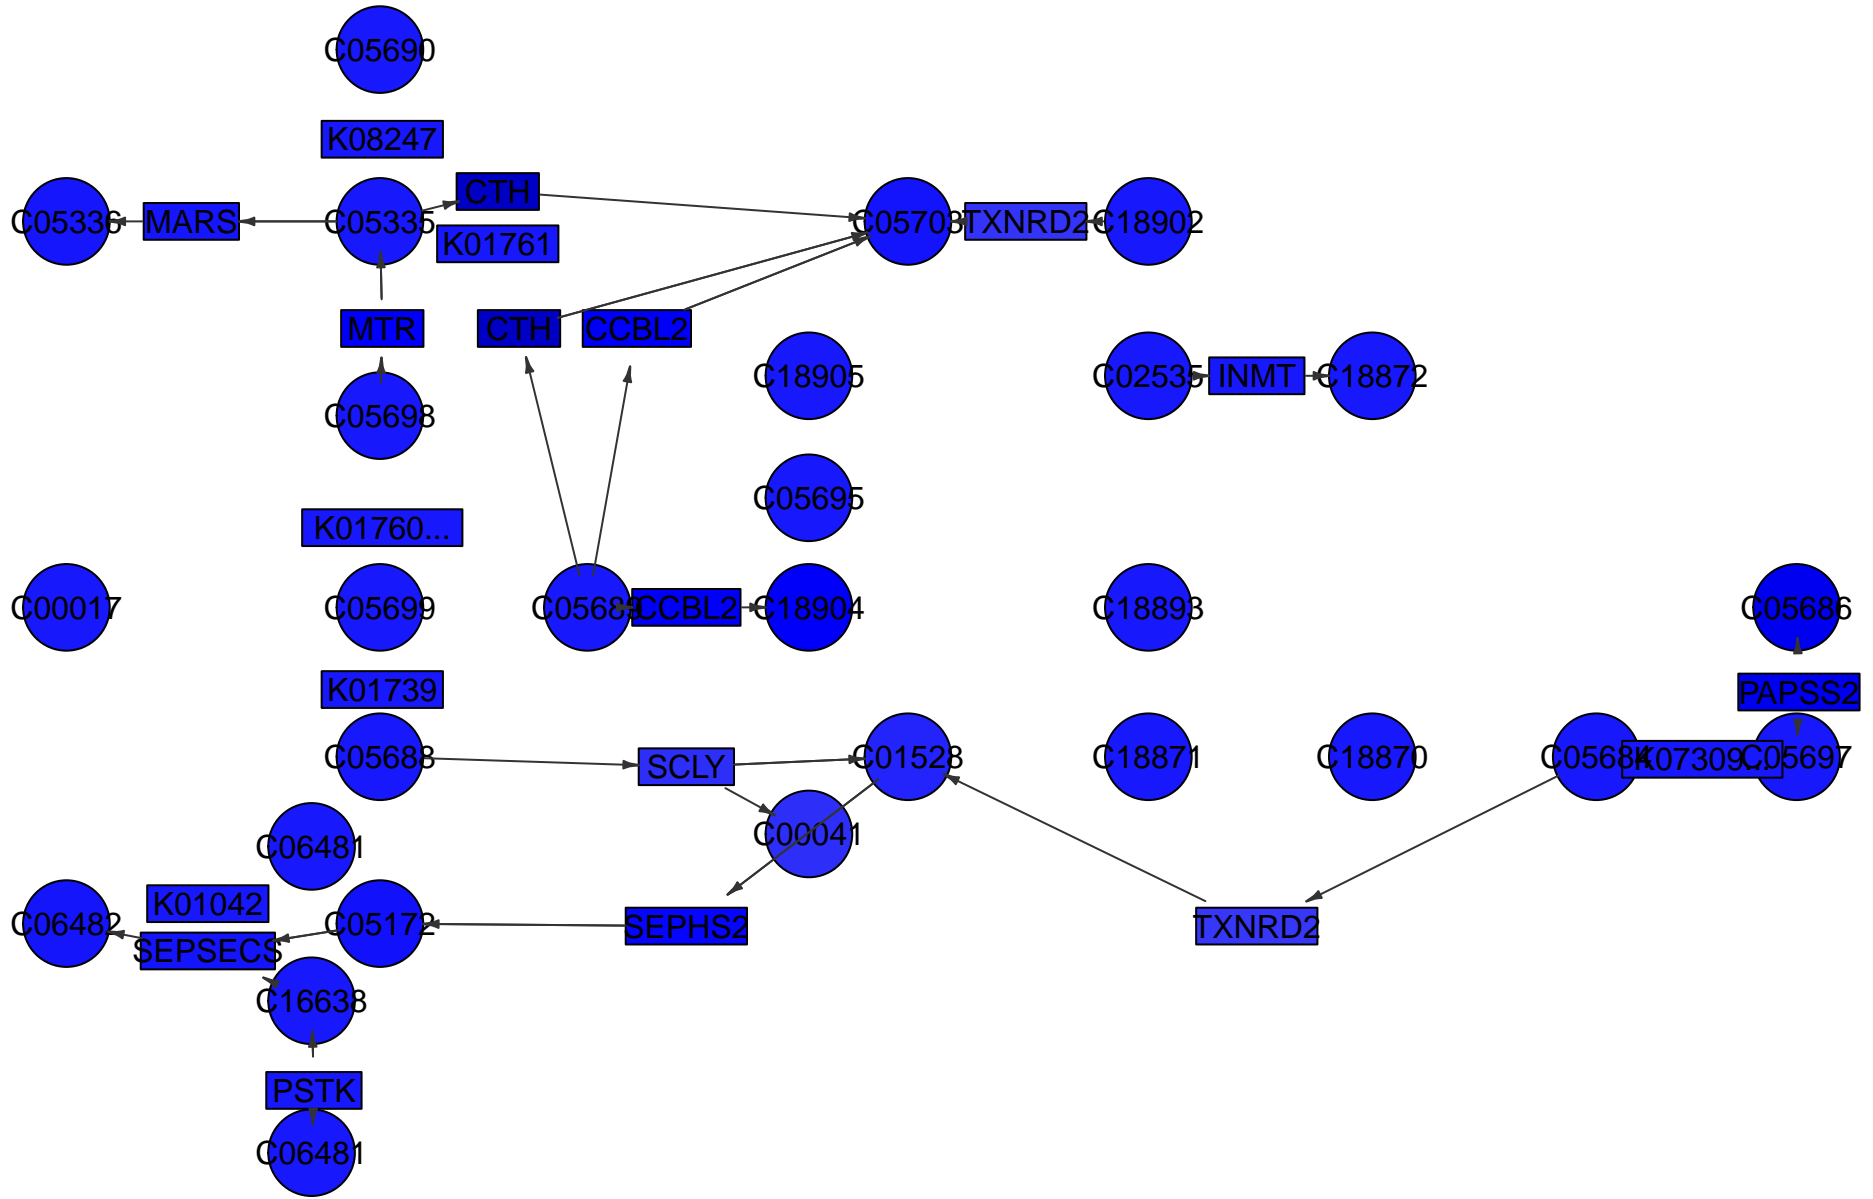 C05690
K08247
CTH
C05336
MARS
C05335
C05703
TXNRD2
C18902
K01761
MTR
CTH
CCBL2
C18905
C02535
INMT
C18872
C05698
C05695
K01760...
C00017
C05699
C05689
CCBL2
C18904
C18893
C05686
K01739
PAPSS2
C05688
SCLY
C01528
C18871
C18870
C05684
K07309...
C05697
C00041
C06481
K01042
C06482
C05172
SEPHS2
TXNRD2
SEPSECS
C16638
PSTK
C06481